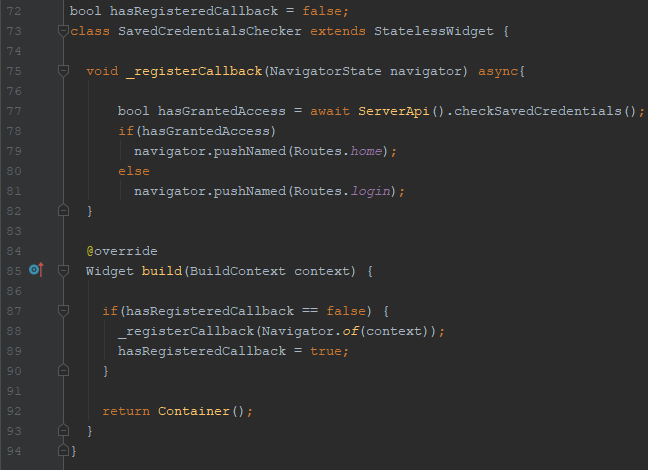 72 bool hasRegisteredCallback = false;
73 class SavedCredentialsChecker extends StatelessWidget {
74
75   void _registerCallback(NavigatorState navigator) async{
76
77       bool hasGrantedAccess = await ServerApi().checkSavedCredentials();
78       if(hasGrantedAccess)
79         navigator.pushNamed(Routes.home);
80       else
81         navigator.pushNamed(Routes.login);
82   }
83
84   @override
85   Widget build(BuildContext context) {
86
87     if(hasRegisteredCallback == false) {
88       _registerCallback(Navigator.of(context));
89       hasRegisteredCallback = true;
90     }
91
92     return Container();
93   }
94 }